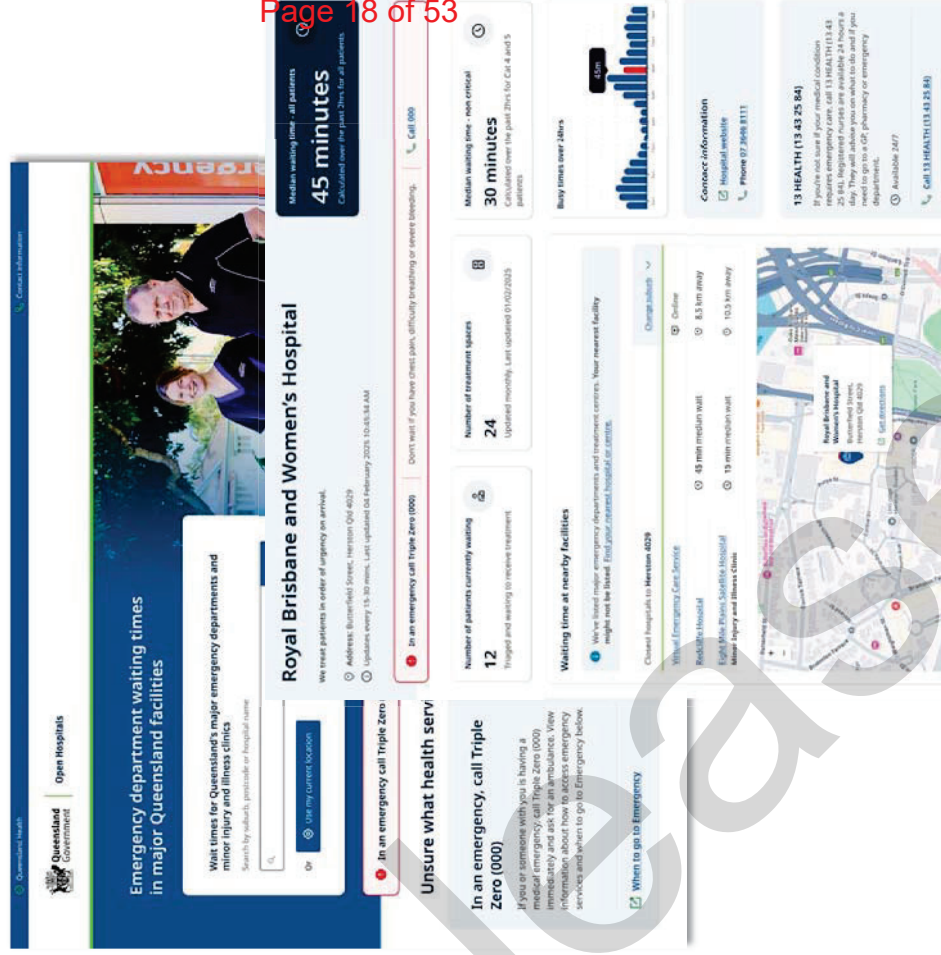 Page 18 of 53
Queensland Health
Contact information
Queensland
Government
Open Hospitals
Emergency department waiting times
in major Queensland facilities
Wait times for Queensland's major emergency departments and
minor injury and illness clinics
Search by suburb, postcode or hospital name
Or
Use my current location
In an emergency call Triple Zero
Unsure what health servi
In an emergency, call Triple
Zero (000)
If you or someone with you is having a
medical emergency, call Triple Zero (000)
immediately and ask for an ambulance. View
information about how to access emergency
services and when to go to Emergency below.
When to go to Emergency
Royal Brisbane and Women's Hospital
We treat patients in order of urgency on arrival.
Address: Butterfield Street, Herston Qld 4029
Updates every 15-30 mins. Last updated 04 February 2026 10:45:54 AM
Median waiting time - all patients
45 minutes
Calculated over the past 2hrs for all patients.
In an emergency call Triple Zero (000)
Don't wait if you have chest pain, difficulty breathing or severe bleeding.
Call 000
Number of patients currently waiting
12
Triaged and waiting to receive treatment
Number of treatment spaces
24
Updated monthly. Last updated 01/02/2025
Median waiting time - non critical
30 minutes
Calculated over the past 2hrs for Cat 4 and 5
patients
Waiting time at nearby facilities
We've listed major emergency departments and treatment centres. Your nearest facility
might not be listed. Find your nearest hospital or centre.
Closest hospitals to Herston 4029
Change suburb
Virtual Emergency Care Service
Online
Redcliffe Hospital
45 min median wait
8.5 km away
Eight Mile Plains Satellite Hospital
Minor Injury and Illness Clinic
15 min median wait
10.5 km away
Royal Brisbane and
Women's Hospital
Butterfield Street,
Herston Qld 4029
Get directions
Busy times over 24hrs
45m
Contact information
Hospital website
Phone 07 3646 8111
13 HEALTH (13 43 25 84)
If you're not sure if your medical condition
requires emergency care, call 13 HEALTH (13 43
25 84). Registered nurses are available 24 hours a
day. They will advise you on what to do and if you
need to go to a GP, pharmacy or emergency
department.
Available 24/7
Call 13 HEALTH (13 43 25 84)
leas